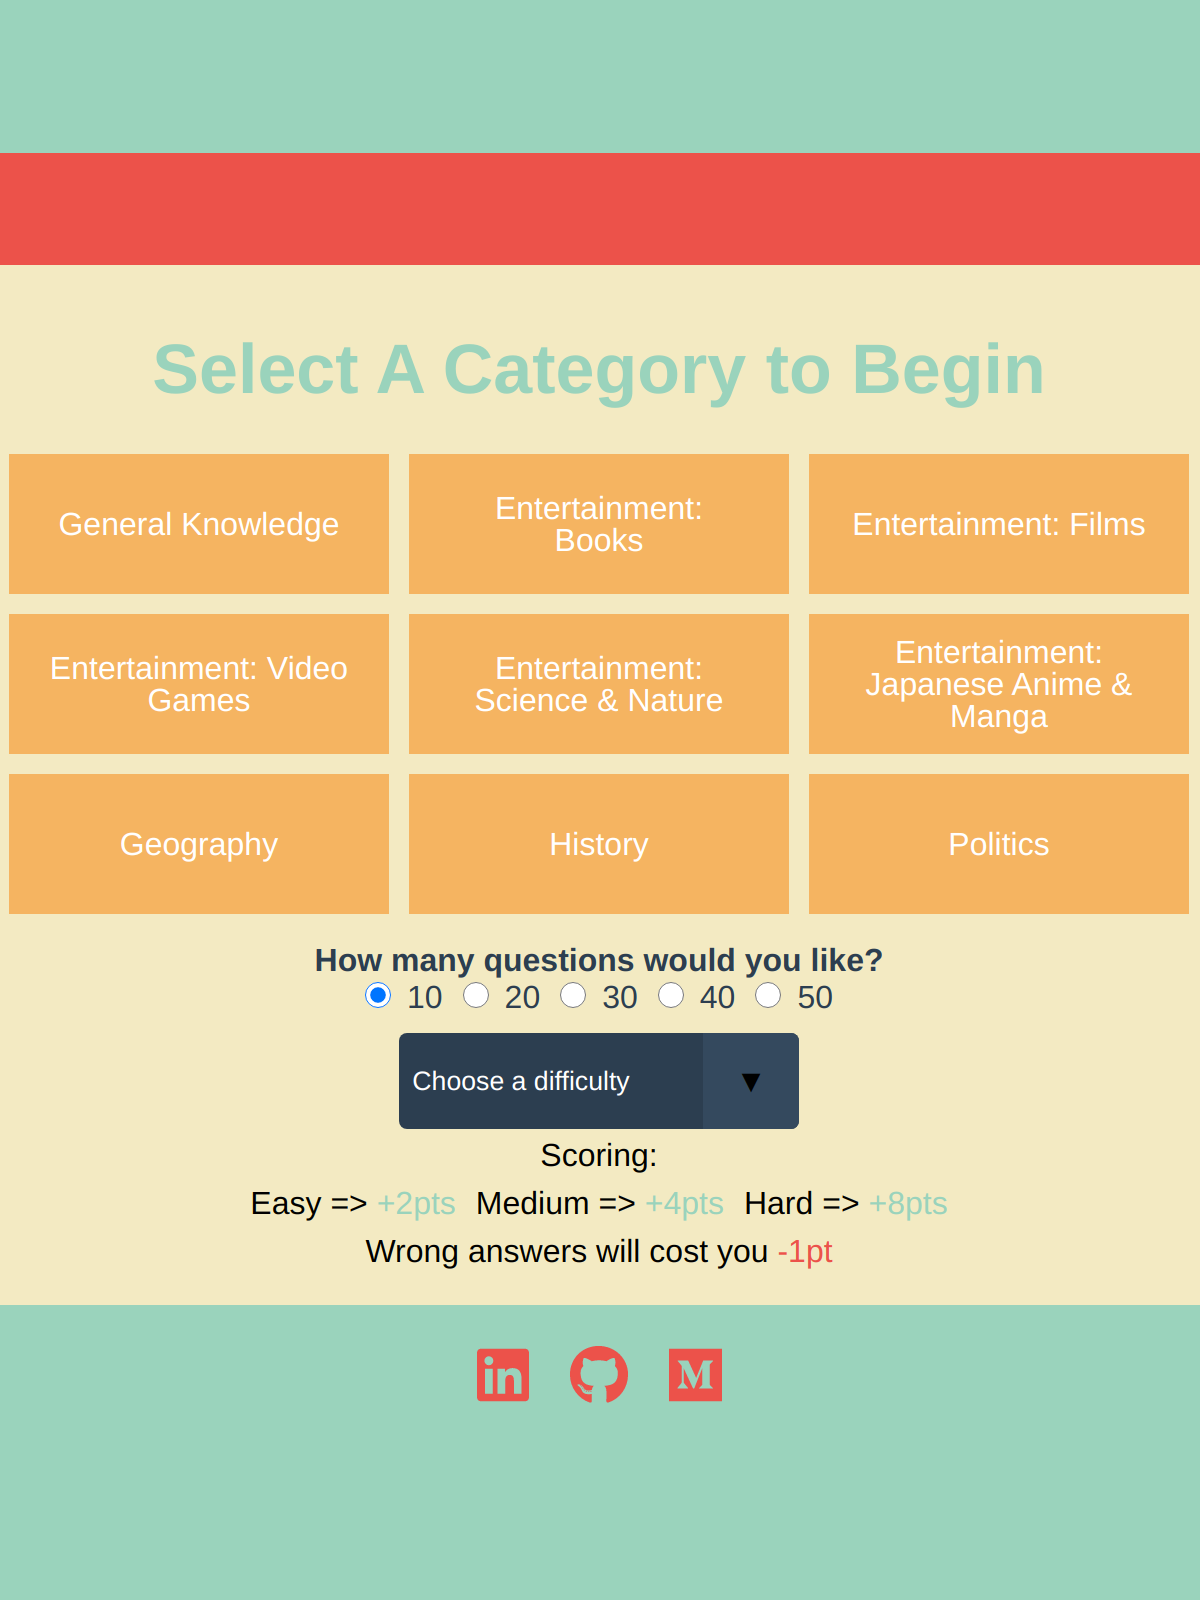 Select A Category to Begin
General Knowledge
Entertainment:
Books
Entertainment: Films
Entertainment: Video
Games
Entertainment:
Science & Nature
Entertainment:
Japanese Anime &
Manga
Geography
History
Politics
How many questions would you like?
10 20 30 40 50
Choose a difficulty ▼
Scoring:
Easy => +2pts Medium => +4pts Hard => +8pts
Wrong answers will cost you -1pt